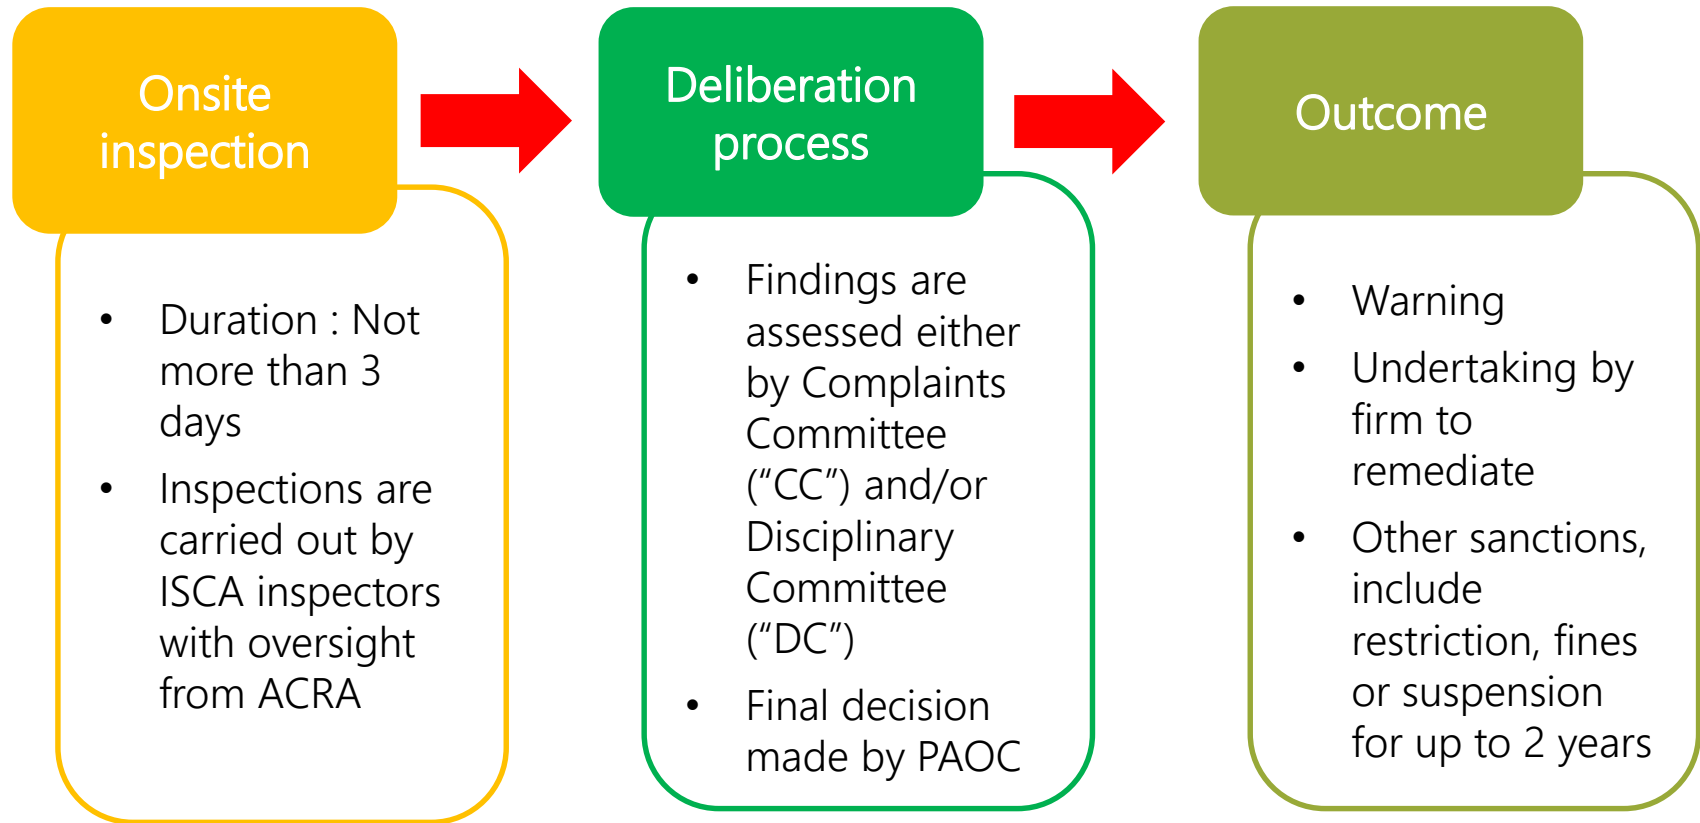 Onsite
inspection
• Duration : Not
more than 3
days
• Inspections are
carried out by
ISCA inspectors
with oversight
from ACRA
Deliberation
process
• Findings are
assessed either
by Complaints
Committee
(“CC”) and/or
Disciplinary
Committee
(“DC”)
• Final decision
made by PAOC
Outcome
• Warning
• Undertaking by
firm to
remediate
• Other sanctions,
include
restriction, fines
or suspension
for up to 2 years